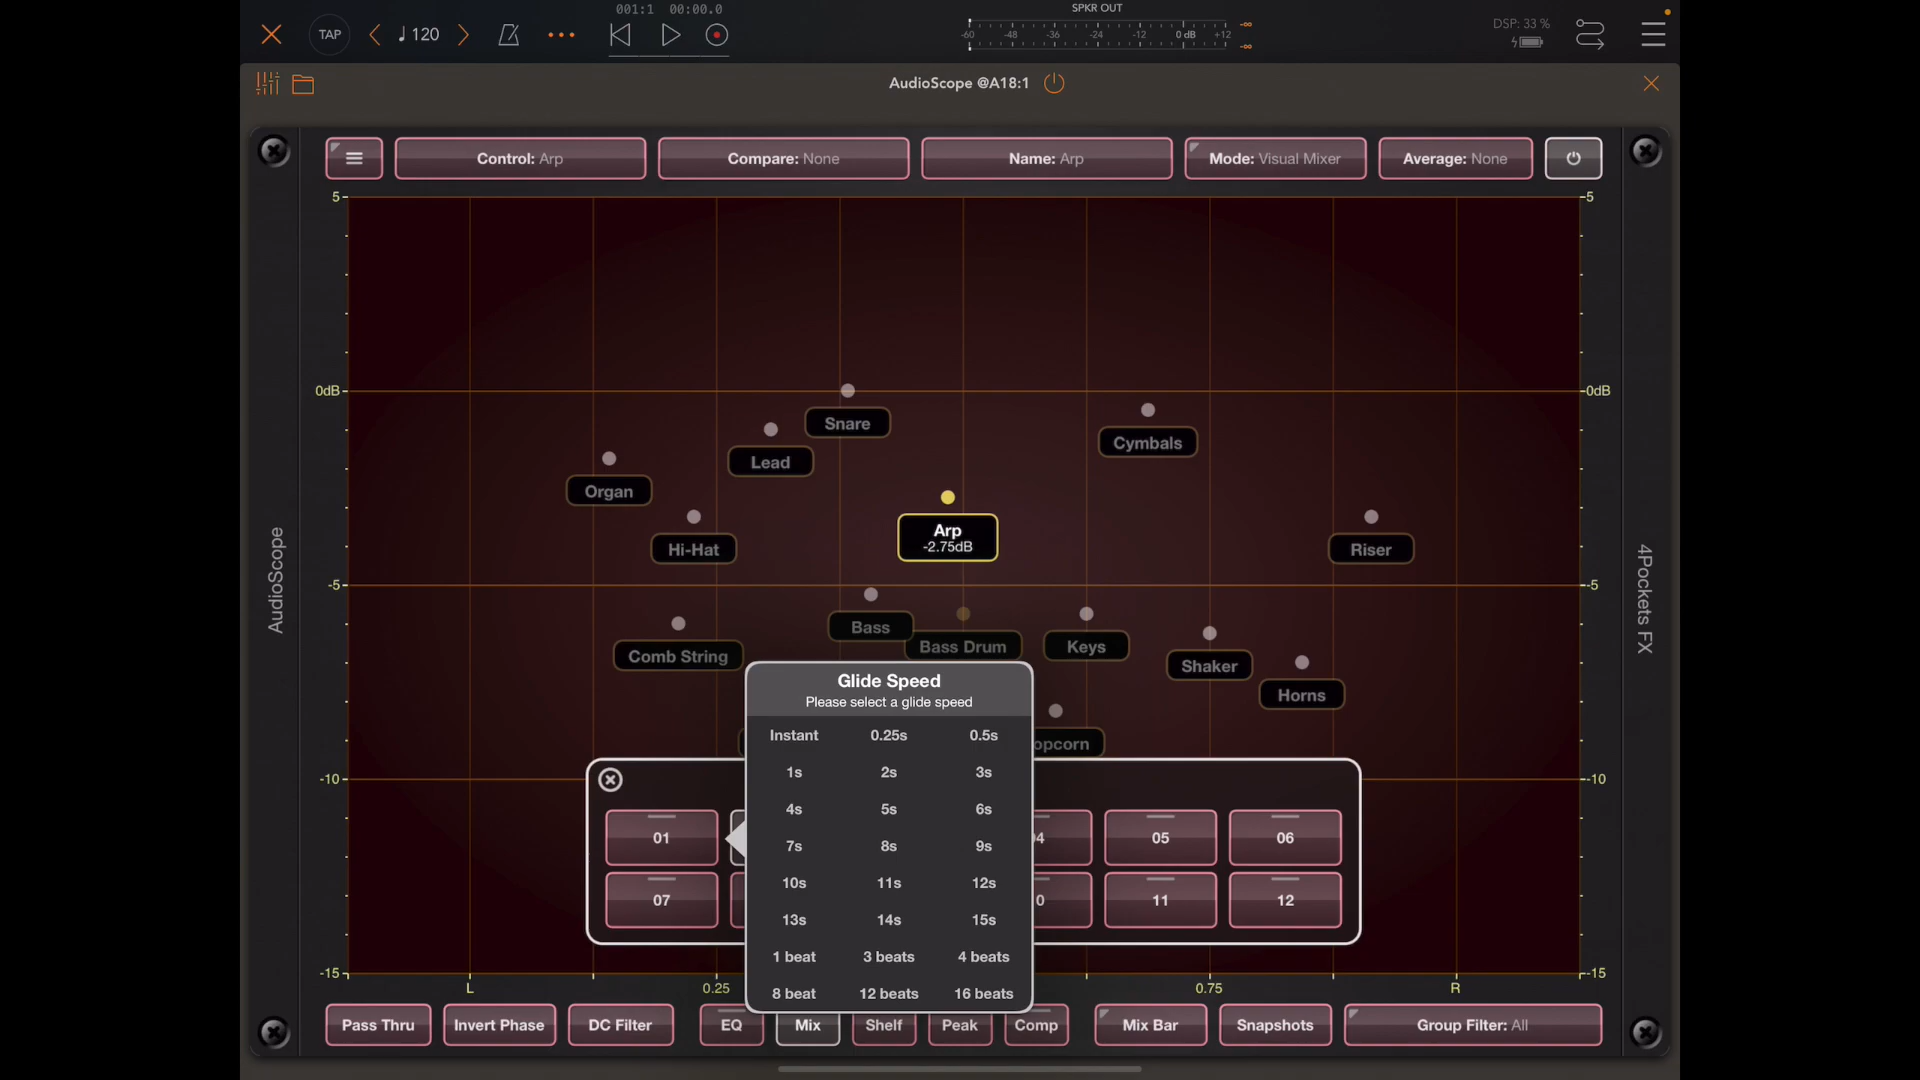 001:1 00:00.0
SPKR OUT
TAP
120
-60 -48 -36 -24 -12 0 dB +12
-∞
-∞
DSP: 33 %
AudioScope @A18:1
Control: Arp
Compare: None
Name: Arp
Mode: Visual Mixer
Average: None
5
5
0dB
0dB
Snare
Cymbals
Lead
Organ
Arp
-2.75dB
Hi-Hat
Riser
AudioScope
4Pockets FX
-5
-5
Bass
Bass Drum
Keys
Comb String
Shaker
Horns
opcorn
Glide Speed
Please select a glide speed
Instant 0.25s 0.5s
1s 2s 3s
4s 5s 6s
7s 8s 9s
10s 11s 12s
13s 14s 15s
1 beat 3 beats 4 beats
8 beat 12 beats 16 beats
-10
-10
01
05
06
07
11
12
-15
-15
L
0.25
0.75
R
Pass Thru
Invert Phase
DC Filter
EQ
Mix
Shelf
Peak
Comp
Mix Bar
Snapshots
Group Filter: All